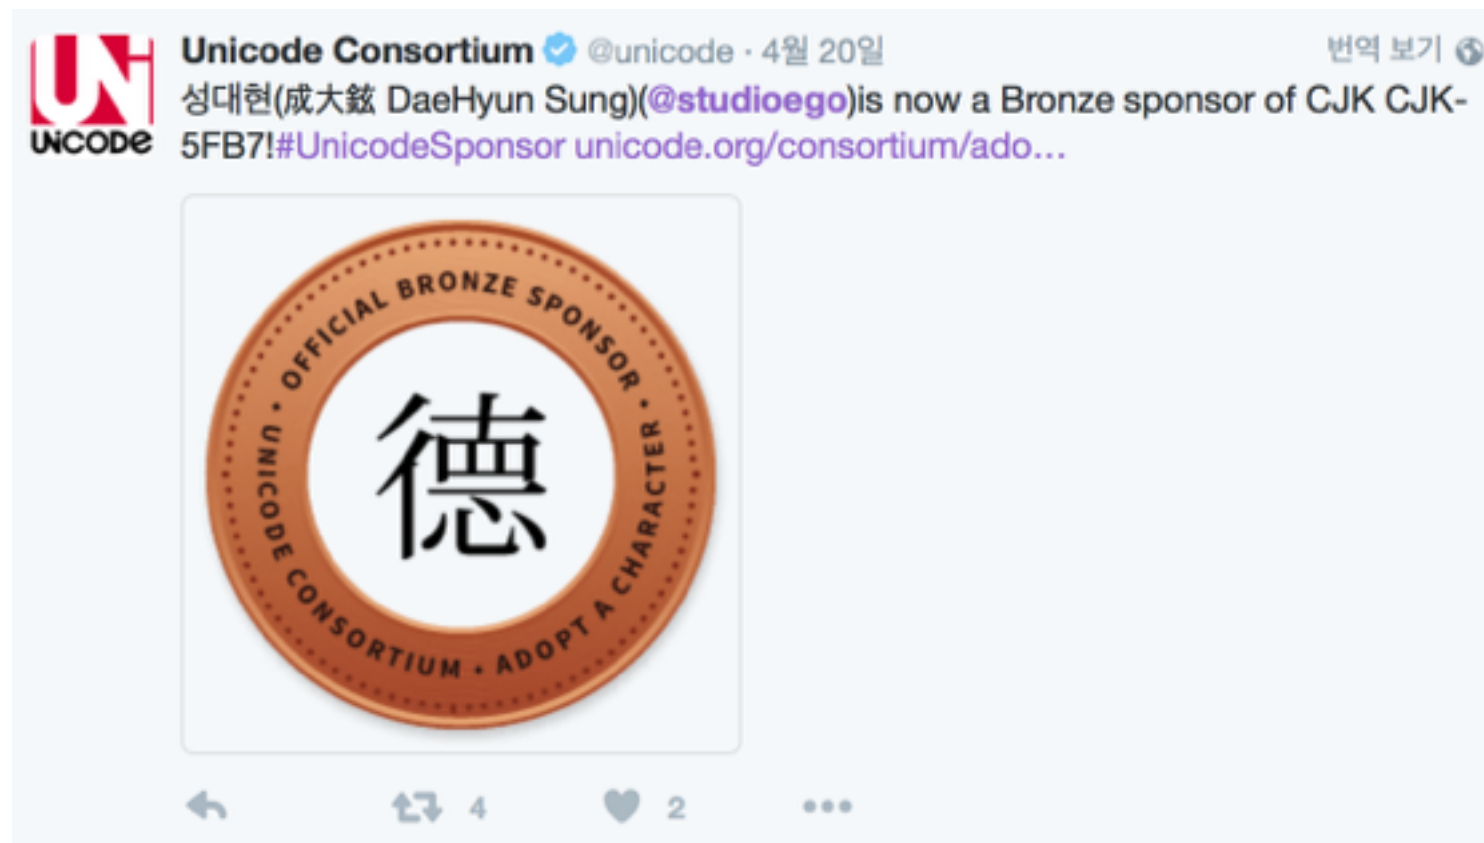 UNiCODe
Unicode Consortium @unicode · 4월 20일
번역 보기
성대현(成大鉉 DaeHyun Sung)(@studioego)is now a Bronze sponsor of CJK CJK-
5FB7!#UnicodeSponsor unicode.org/consortium/ado…
OFFICIAL BRONZE SPONSOR • UNICODE CONSORTIUM • ADOPT A CHARACTER •
德
4
2